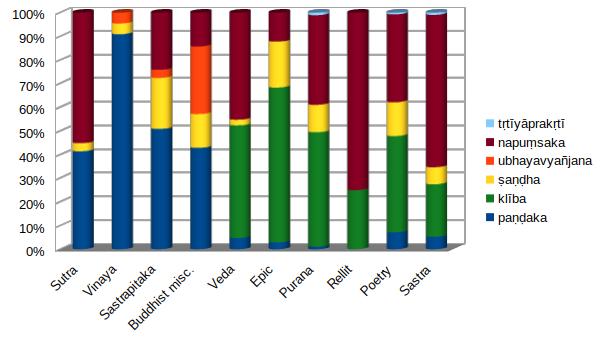 100%
90%
80%
70%
60%
50%
40%
30%
20%
10%
0%
Sutra
Vinaya
Sastrapitaka
Buddhist misc.
Veda
Epic
Purana
Rellit
Poetry
Sastra
tṛtīyāprakṛtī
napuṃsaka
ubhayavyañjana
ṣaṇḍha
klība
paṇḍaka